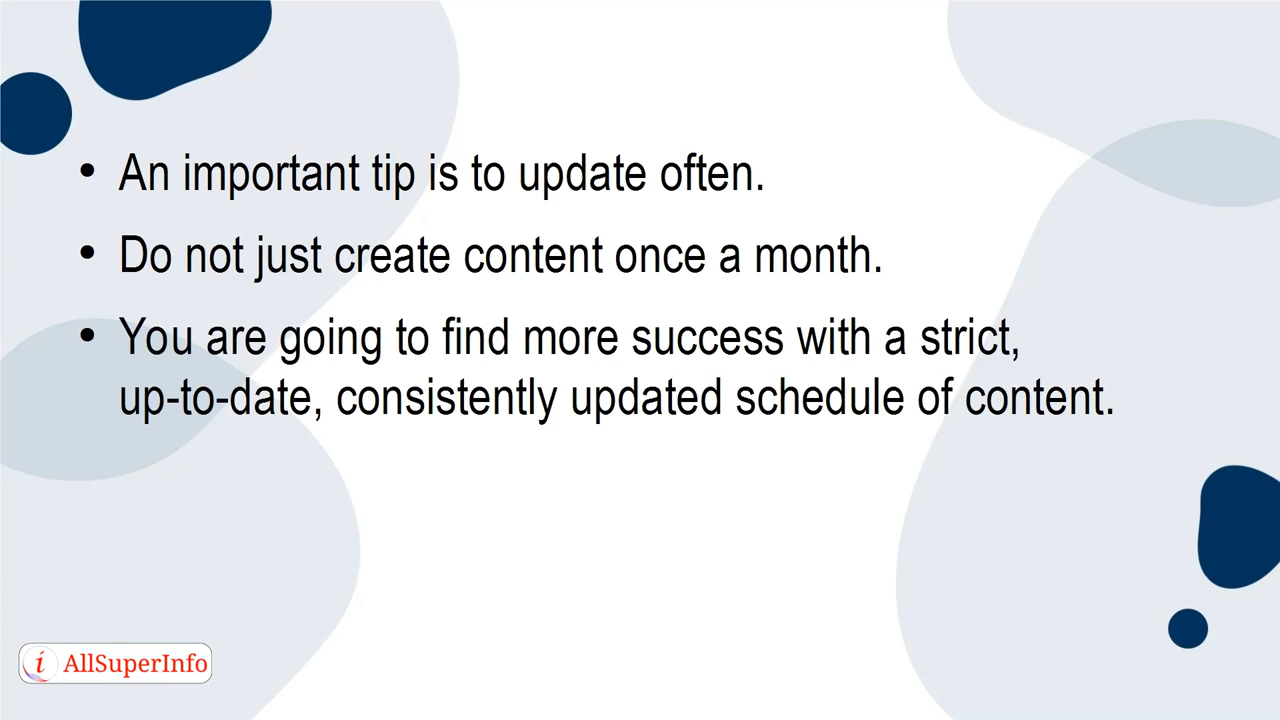 • An important tip is to update often.
• Do not just create content once a month.
• You are going to find more success with a strict,
up-to-date, consistently updated schedule of content.
i AllSuperInfo